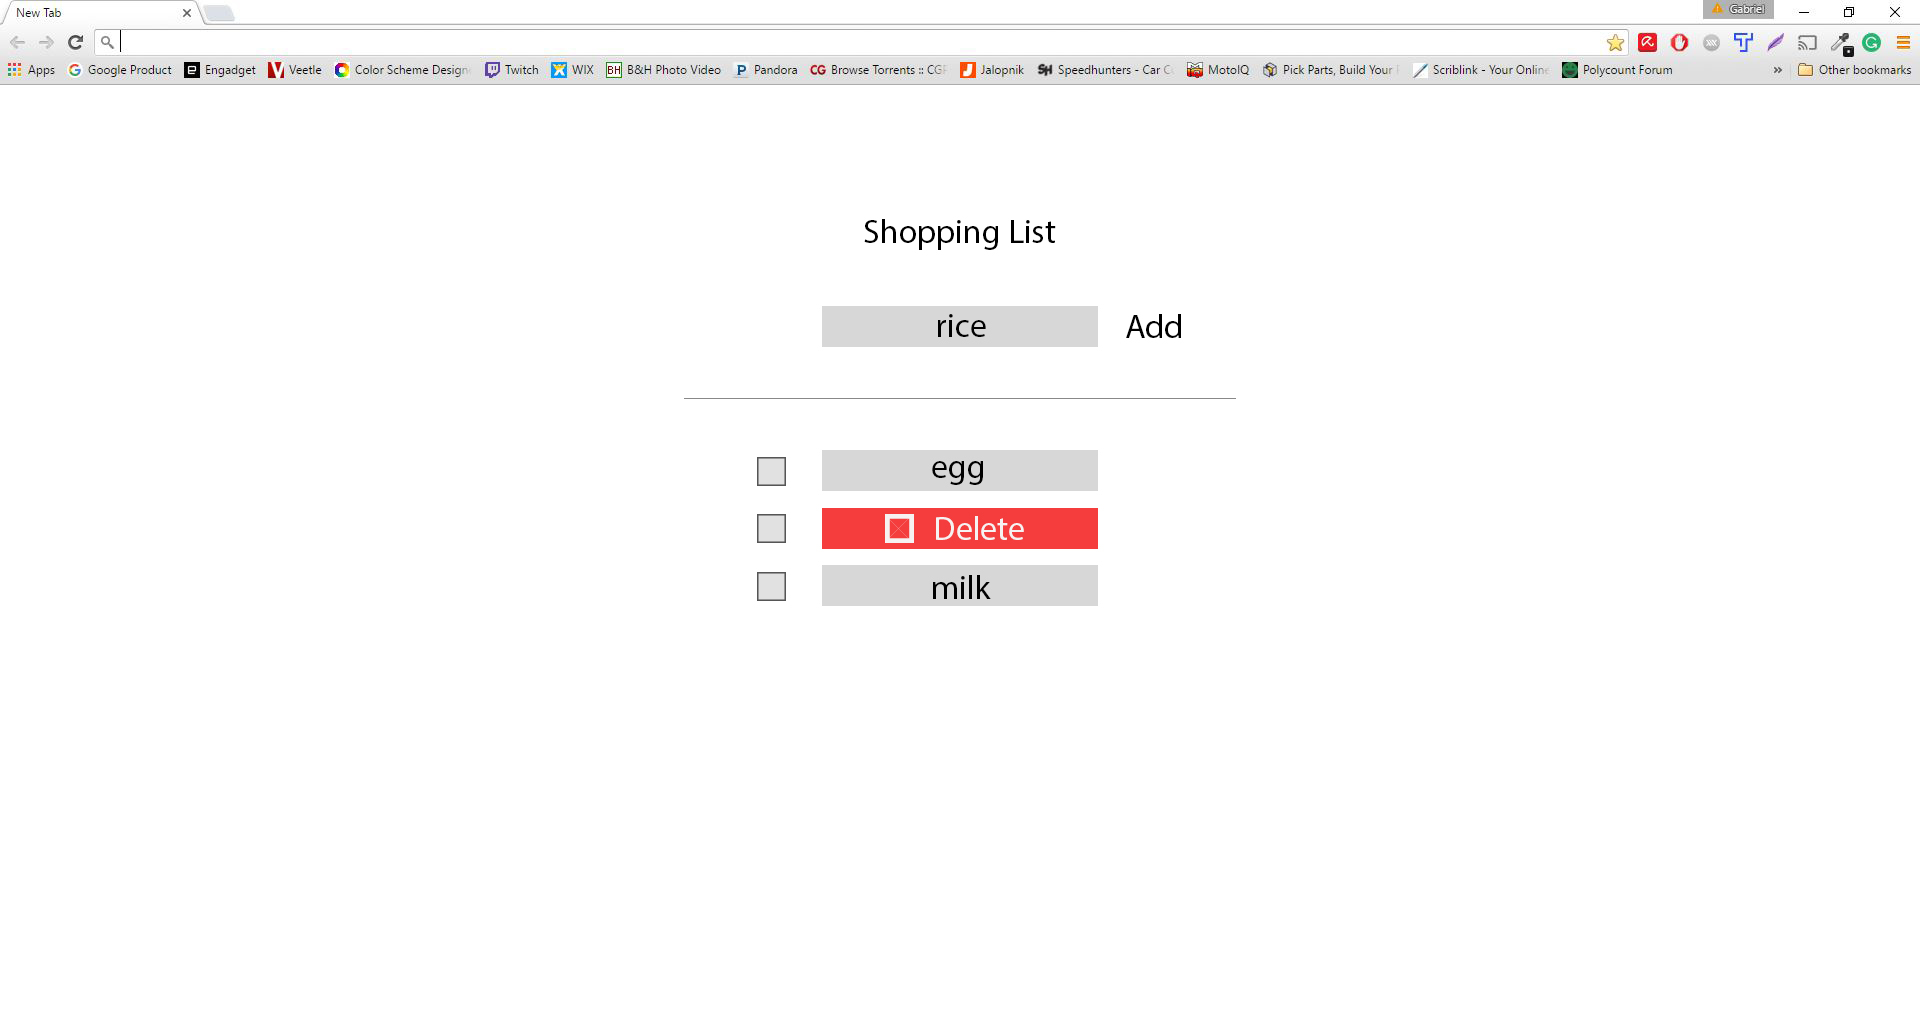 New Tab
Gabriel
Apps Google Product Engadget Veetle Color Scheme Design Twitch WIX B&H Photo Video Pandora Browse Torrents :: CGP Jalopnik Speedhunters - Car Cu MotoIQ Pick Parts, Build Your Scriblink - Your Online Polycount Forum » Other bookmarks
Shopping List
rice Add
egg
Delete
milk